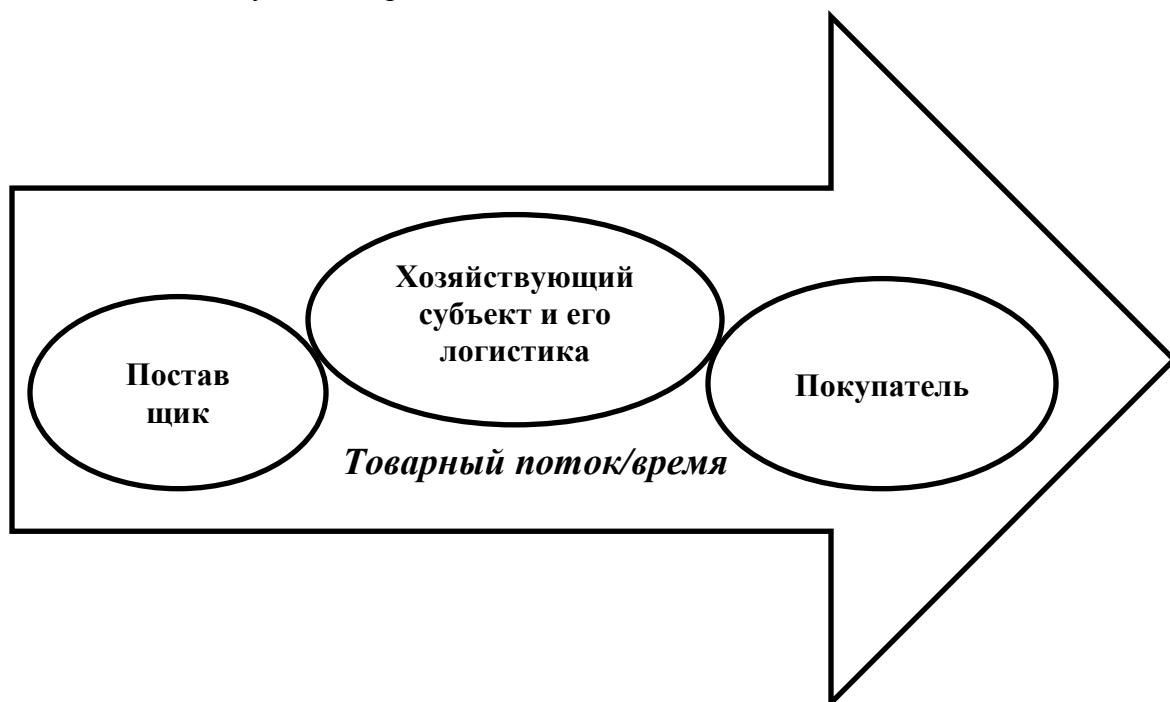 Хозяйствующий
субъект и его
логистика
Постав
щик
Покупатель
Товарный поток/время